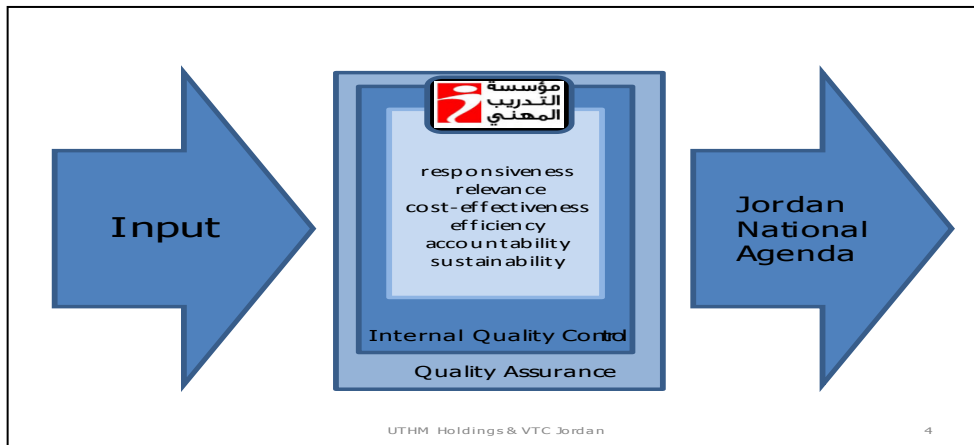 Input
مؤسسة
التدريب
المهني
responsiveness
relevance
cost-effectiveness
efficiency
accountability
sustainability
Internal Quality Control
Quality Assurance
Jordan
National
Agenda
UTHM Holdings & VTC Jordan
4